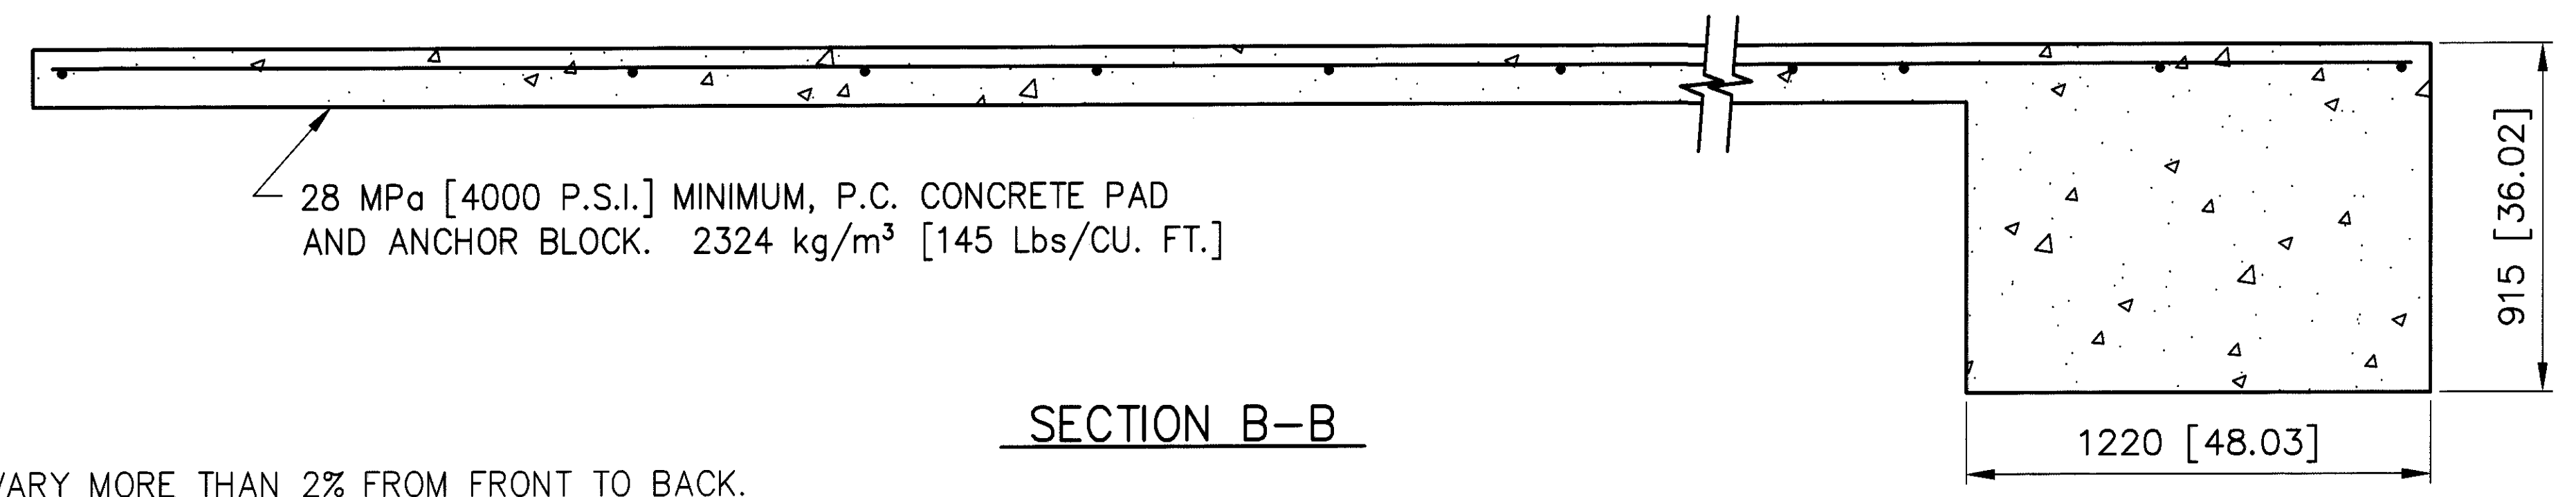 28 MPa [4000 P.S.I.] MINIMUM, P.C. CONCRETE PAD
AND ANCHOR BLOCK. 2324 kg/m³ [145 Lbs/CU. FT.]
915 [36.02]
SECTION B-B
1220 [48.03]
VARY MORE THAN 2% FROM FRONT TO BACK.